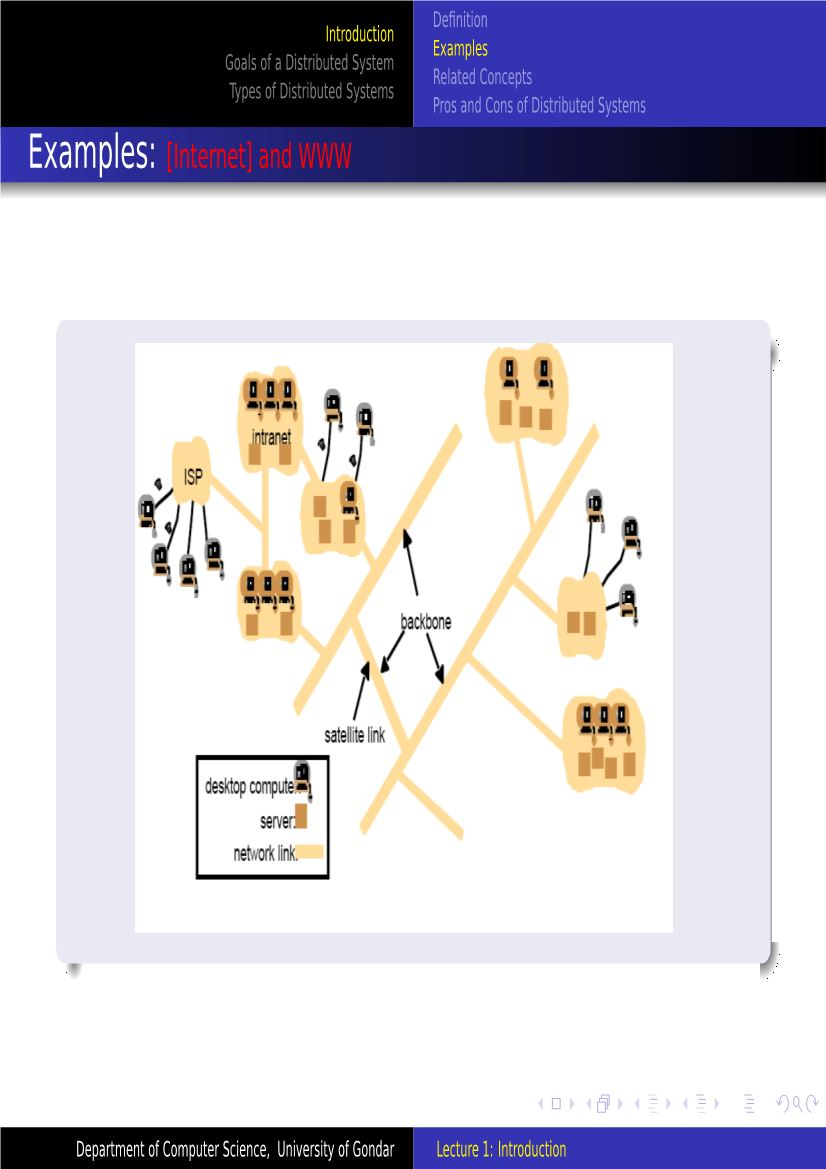 Introduction
Goals of a Distributed System
Types of Distributed Systems
Definition
Examples
Related Concepts
Pros and Cons of Distributed Systems
Examples: [Internet] and WWW
intranet
ISP
backbone
satellite link
desktop computer:
server:
network link:
Department of Computer Science, University of Gondar
Lecture 1: Introduction